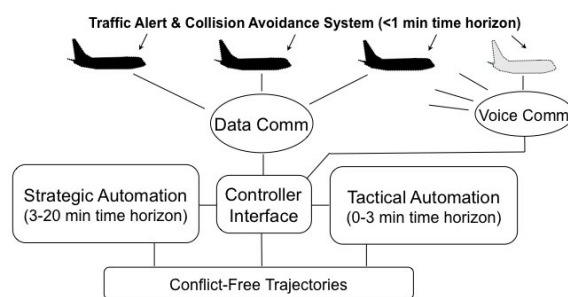 Traffic Alert & Collision Avoidance System (<1 min time horizon)
Data Comm
Voice Comm
Strategic Automation
(3-20 min time horizon)
Controller
Interface
Tactical Automation
(0-3 min time horizon)
Conflict-Free Trajectories